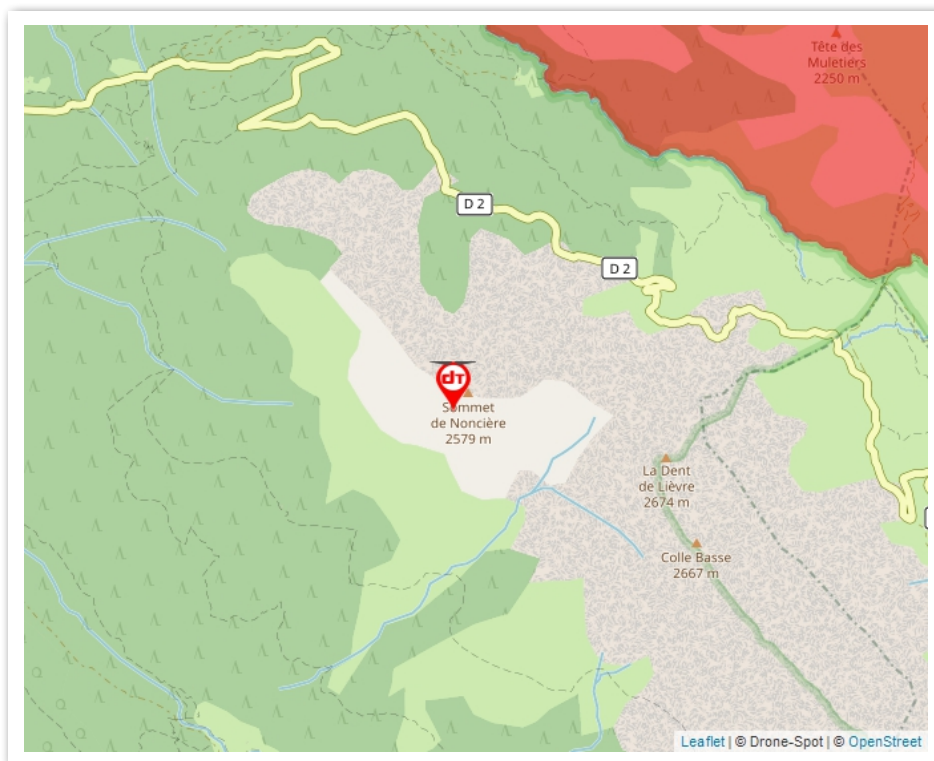 Tête des
Muletiers
2250 m
D 2
D 2
dT
Sommet
de Noncière
2579 m
La Dent
de Lièvre
2674 m
Colle Basse
2667 m
Leaflet | © Drone-Spot | © OpenStreet